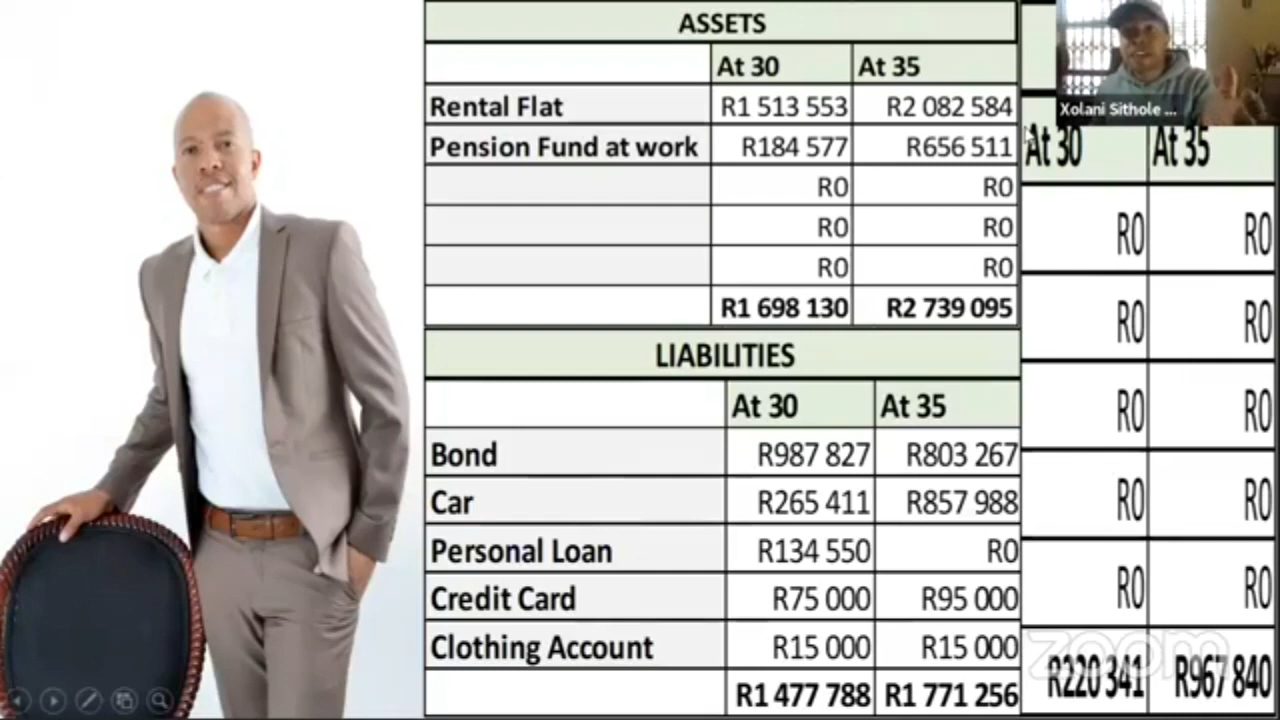 ASSETS
At 30 At 35
Rental Flat R1 513 553 R2 082 584
Pension Fund at work R184 577 R656 511
R0 R0
R0 R0
R0 R0
R1 698 130 R2 739 095
LIABILITIES
At 30 At 35
Bond R987 827 R803 267
Car R265 411 R857 988
Personal Loan R134 550 R0
Credit Card R75 000 R95 000
Clothing Account R15 000 R15 000
R1 477 788 R1 771 256
Xolani Sithole ...
At 30 At 35
R0 R0
R0 R0
R0 R0
R0 R0
R0 R0
zoom
R220 341 R967 840